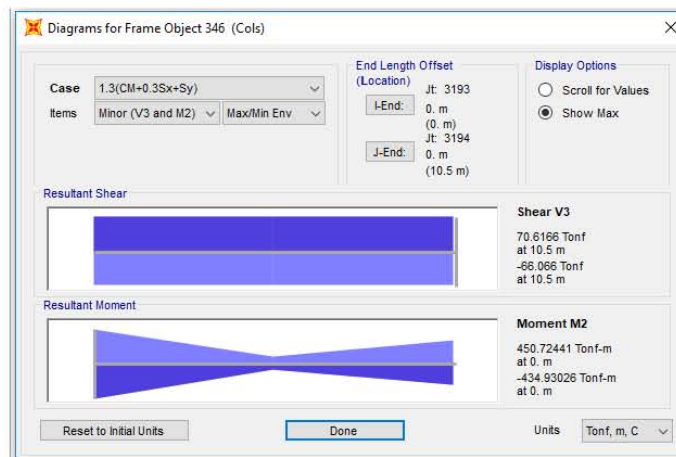 Diagrams for Frame Object 346 (Cols)
Case
1.3(CM+0.3Sx+Sy)
Items
Minor (V3 and M2)
Max/Min Env
End Length Offset
(Location)
I-End:
Jt: 3193
0. m
(0. m)
J-End:
Jt: 3194
0. m
(10.5 m)
Display Options
Scroll for Values
Show Max
Resultant Shear
Shear V3
70.6166 Tonf
at 10.5 m
-66.066 Tonf
at 10.5 m
Resultant Moment
Moment M2
450.72441 Tonf-m
at 0. m
-434.93026 Tonf-m
at 0. m
Reset to Initial Units
Done
Units
Tonf, m, C